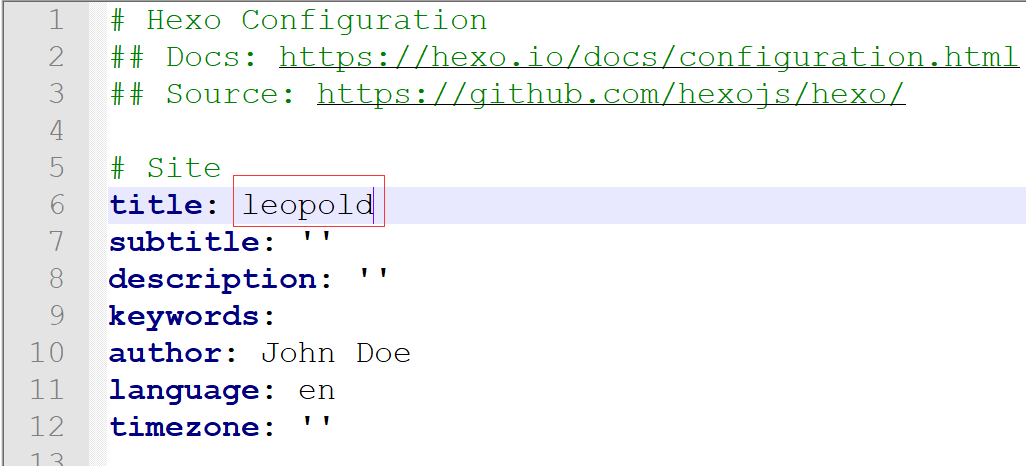 1 # Hexo Configuration
2 ## Docs: https://hexo.io/docs/configuration.html
3 ## Source: https://github.com/hexojs/hexo/
4
5 # Site
6 title: leopold
7 subtitle: ''
8 description: ''
9 keywords:
10 author: John Doe
11 language: en
12 timezone: ''
13